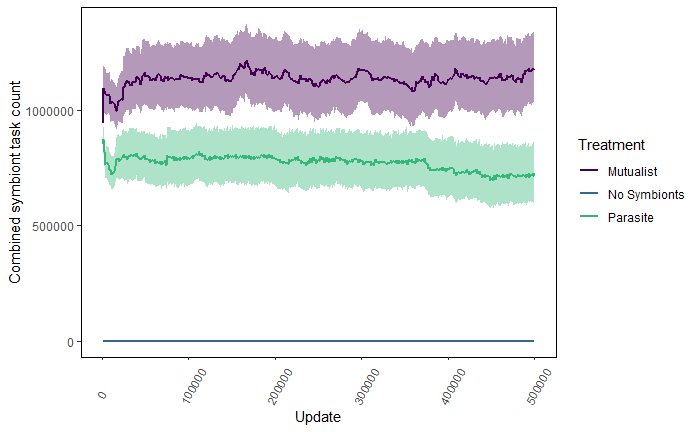 Combined symbiont task count
1000000
500000
0
0
100000
200000
300000
400000
500000
Update
Treatment
Mutualist
No Symbionts
Parasite